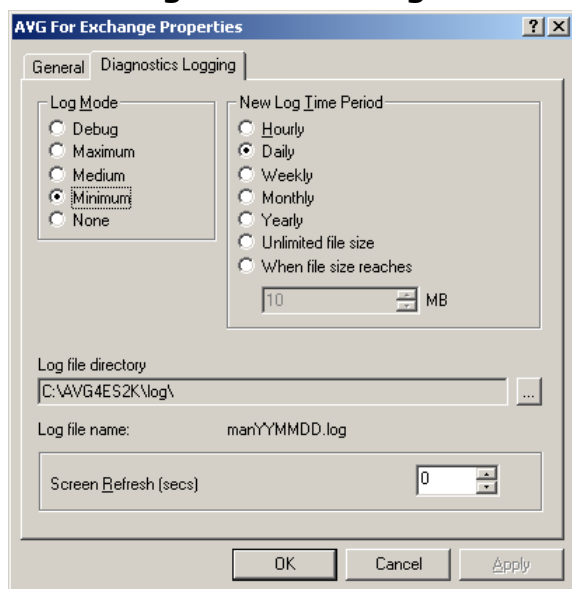 AVG For Exchange Properties
General
Diagnostics Logging
Log Mode
Debug
Maximum
Medium
Minimum
None
New Log Time Period
Hourly
Daily
Weekly
Monthly
Yearly
Unlimited file size
When file size reaches
10 MB
Log file directory
C:\AVG4ES2K\log\
...
Log file name: manYYMMDD.log
Screen Refresh (secs) 0
OK Cancel Apply